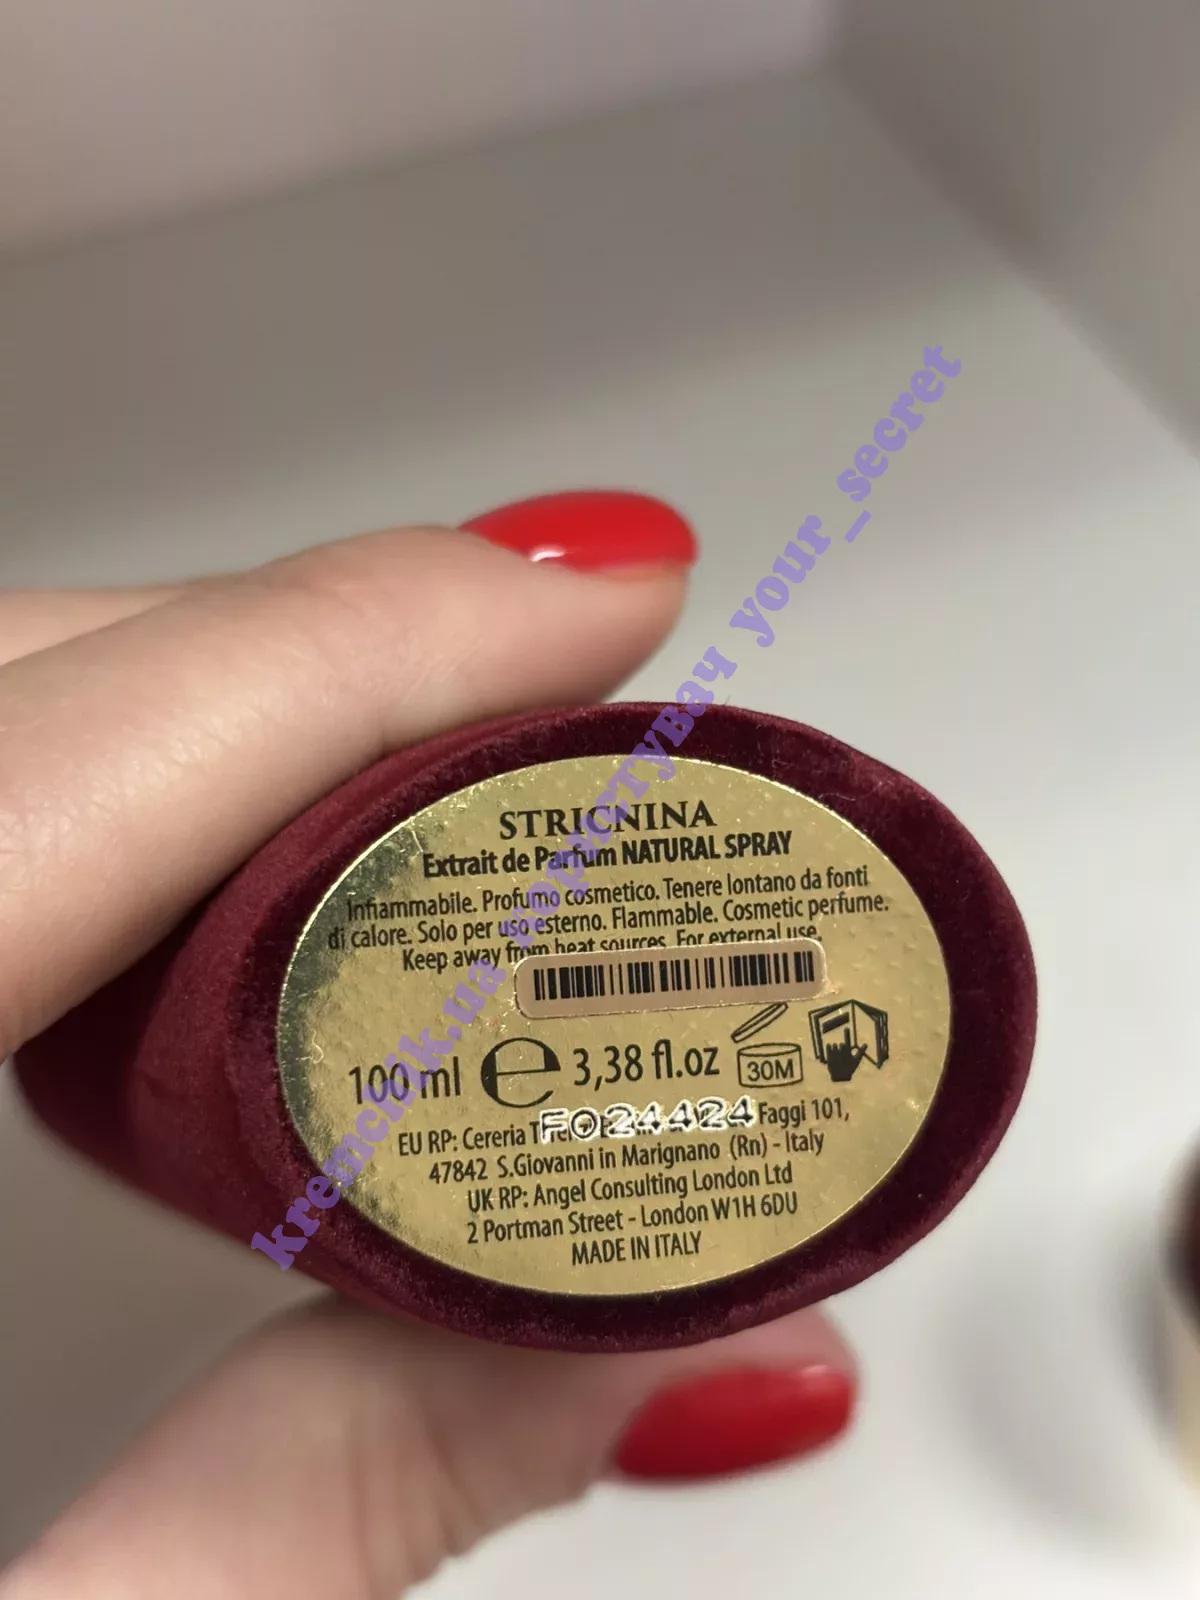 STRICNINA
Extrait de Parfum NATURAL SPRAY
Infiammabile. Profumo cosmetico. Tenere lontano da fonti
di calore. Solo per uso esterno. Flammable. Cosmetic perfume.
Keep away from heat sources. For external use.
100 ml e 3,38 fl.oz 30M
FO24424
EU RP: Cereria Faggi 101,
47842 S.Giovanni in Marignano (Rn) - Italy
UK RP: Angel Consulting London Ltd
2 Portman Street - London W1H 6DU
MADE IN ITALY
kremchik.ua користувач your_secret